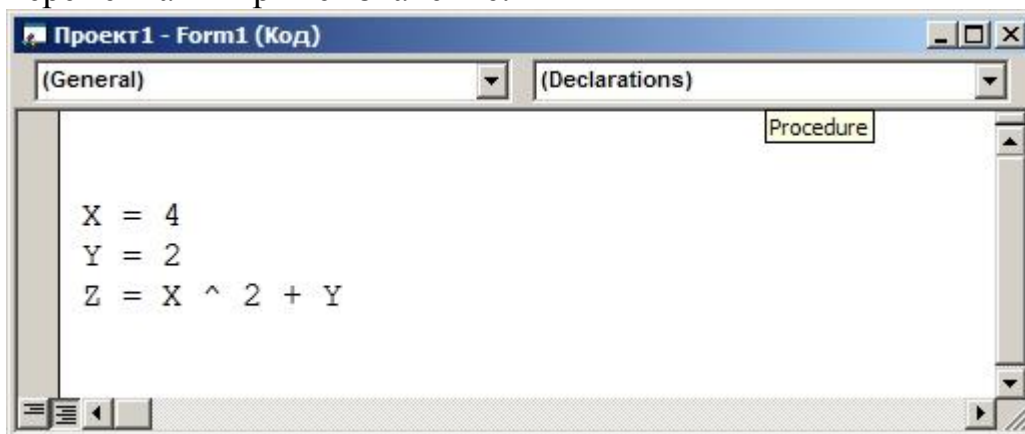 Проект1 - Form1 (Код)
(General) (Declarations)
Procedure
X = 4
Y = 2
Z = X ^ 2 + Y